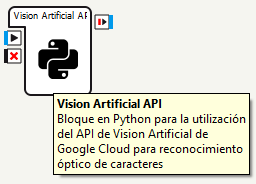 Vision Artificial AP
Vision Artificial API
Bloque en Python para la utilización
del API de Vision Artificial de
Google Cloud para reconocimiento
óptico de caracteres